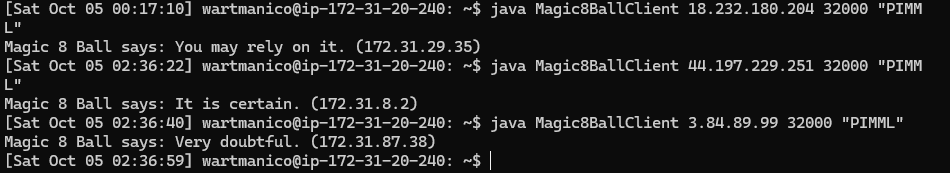 [Sat Oct 05 00:17:10] wartmanico@ip-172-31-20-240: ~$ java Magic8BallClient 18.232.180.204 32000 "PIMM
L"
Magic 8 Ball says: You may rely on it. (172.31.29.35)
[Sat Oct 05 02:36:22] wartmanico@ip-172-31-20-240: ~$ java Magic8BallClient 44.197.229.251 32000 "PIMM
L"
Magic 8 Ball says: It is certain. (172.31.8.2)
[Sat Oct 05 02:36:40] wartmanico@ip-172-31-20-240: ~$ java Magic8BallClient 3.84.89.99 32000 "PIMML"
Magic 8 Ball says: Very doubtful. (172.31.87.38)
[Sat Oct 05 02:36:59] wartmanico@ip-172-31-20-240: ~$